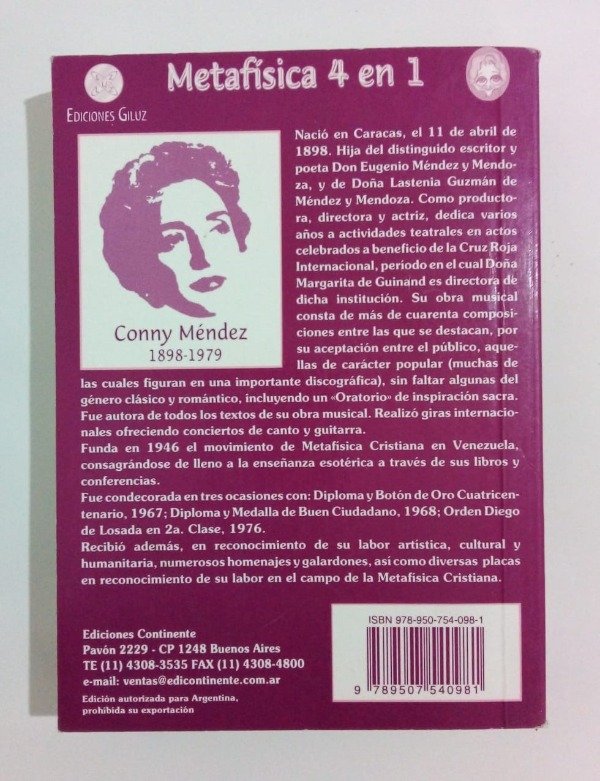 Metafísica 4 en 1
EDICIONES GILUZ
Conny Méndez
1898-1979
Nació en Caracas, el 11 de abril de
1898. Hija del distinguido escritor y
poeta Don Eugenio Méndez y Mendo-
za, y de Doña Lastenia Guzmán de
Méndez y Mendoza. Como producto-
ra, directora y actriz, dedica varios
años a actividades teatrales en actos
celebrados a beneficio de la Cruz Roja
Internacional, período en el cual Doña
Margarita de Guinand es directora de
dicha institución. Su obra musical
consta de más de cuarenta composi-
ciones entre las que se destacan, por
su aceptación entre el público, aque-
llas de carácter popular (muchas de
las cuales figuran en una importante discográfica), sin faltar algunas del
género clásico y romántico, incluyendo un «Oratorio» de inspiración sacra.
Fue autora de todos los textos de su obra musical. Realizó giras internacio-
nales ofreciendo conciertos de canto y guitarra.
Funda en 1946 el movimiento de Metafísica Cristiana en Venezuela,
consagrándose de lleno a la enseñanza esotérica a través de sus libros y
conferencias.
Fue condecorada en tres ocasiones con: Diploma y Botón de Oro Cuatricen-
tenario, 1967; Diploma y Medalla de Buen Ciudadano, 1968; Orden Diego
de Losada en 2a. Clase, 1976.
Recibió además, en reconocimiento de su labor artística, cultural y
humanitaria, numerosos homenajes y galardones, así como diversas placas
en reconocimiento de su labor en el campo de la Metafísica Cristiana.
Ediciones Continente
Pavón 2229 - CP 1248 Buenos Aires
TE (11) 4308-3535 FAX (11) 4308-4800
e-mail: ventas@edicontinente.com.ar
Edición autorizada para Argentina,
prohibida su exportación
ISBN 978-950-754-098-1
9 789507 540981